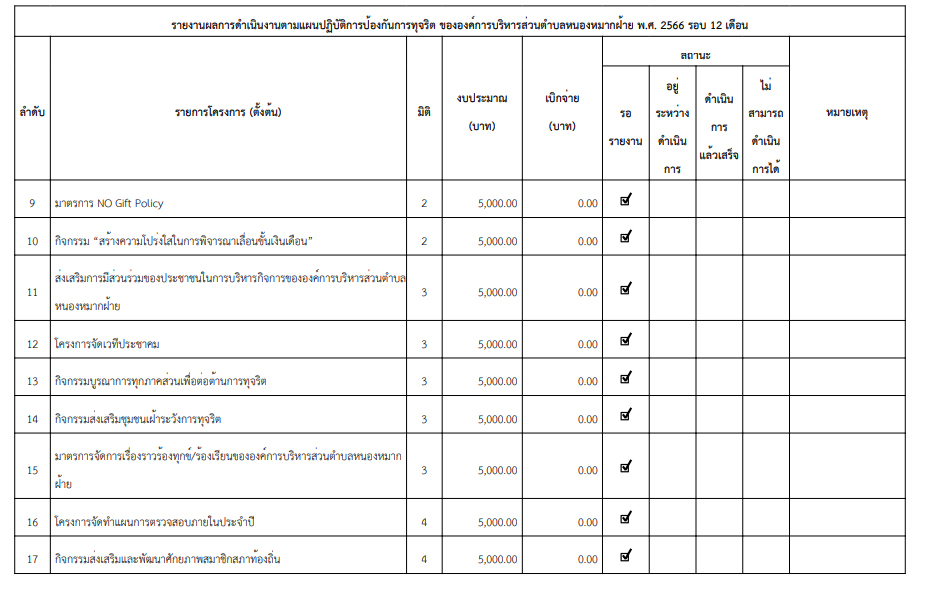 รายงานผลการดำเนินงานตามแผนปฏิบัติการป้องกันการทุจริต ขององค์การบริหารส่วนตำบลหนองหมากฝ้าย พ.ศ. 2566 รอบ 12 เดือน
ลำดับ รายการโครงการ (ตั้งต้น) มิติ งบประมาณ (บาท) เบิกจ่าย (บาท) สถานะ หมายเหตุ
รอ รายงาน อยู่ ระหว่าง ดำเนิน การ ดำเนิน การ แล้วเสร็จ ไม่ สามารถ ดำเนิน การได้
9 มาตรการ NO Gift Policy 2 5,000.00 0.00 ☑
10 กิจกรรม “สร้างความโปร่งใสในการพิจารณาเลื่อนขั้นเงินเดือน” 2 5,000.00 0.00 ☑
11 ส่งเสริมการมีส่วนร่วมของประชาชนในการบริหารกิจการขององค์การบริหารส่วนตำบล
หนองหมากฝ้าย 3 5,000.00 0.00 ☑
12 โครงการจัดเวทีประชาคม 3 5,000.00 0.00 ☑
13 กิจกรรมบูรณาการทุกภาคส่วนเพื่อต่อต้านการทุจริต 3 5,000.00 0.00 ☑
14 กิจกรรมส่งเสริมชุมชนเฝ้าระวังการทุจริต 3 5,000.00 0.00 ☑
15 มาตรการจัดการเรื่องราวร้องทุกข์/ร้องเรียนขององค์การบริหารส่วนตำบลหนองหมาก
ฝ้าย 3 5,000.00 0.00 ☑
16 โครงการจัดทำแผนการตรวจสอบภายในประจำปี 4 5,000.00 0.00 ☑
17 กิจกรรมส่งเสริมและพัฒนาศักยภาพสมาชิกสภาท้องถิ่น 4 5,000.00 0.00 ☑